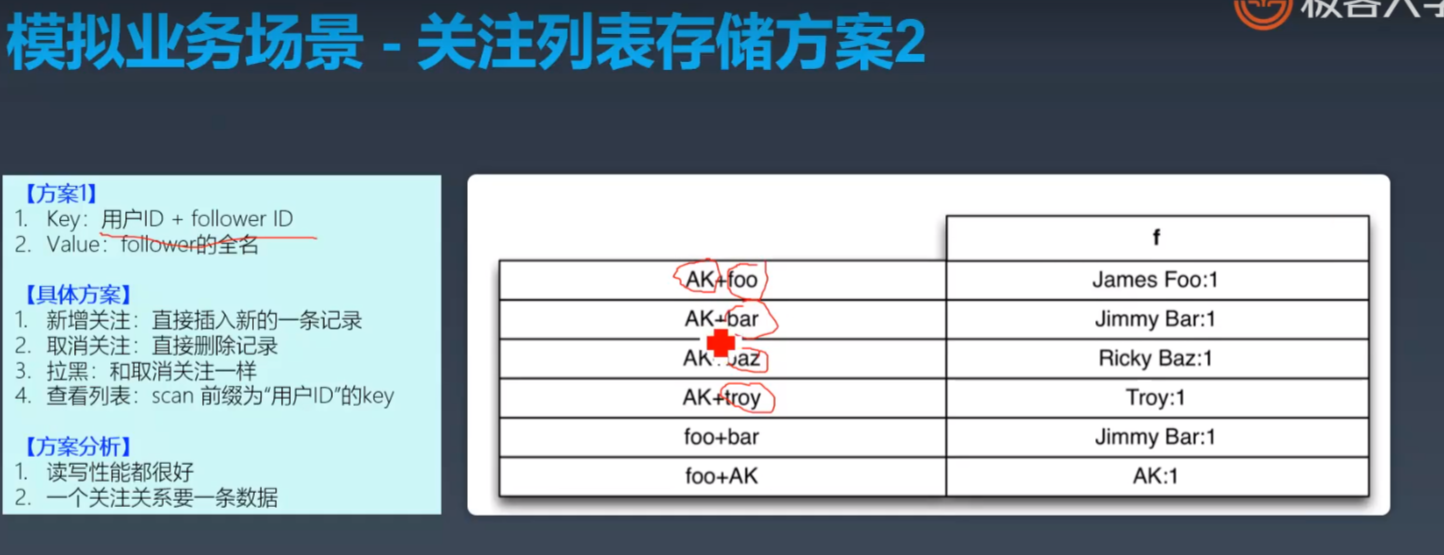 极客大学
模拟业务场景 - 关注列表存储方案2
【方案1】
1. Key：用户ID + follower ID
2. Value：follower的全名
【具体方案】
1. 新增关注：直接插入新的一条记录
2. 取消关注：直接删除记录
3. 拉黑：和取消关注一样
4. 查看列表：scan 前缀为“用户ID”的key
【方案分析】
1. 读写性能都很好
2. 一个关注关系要一条数据
f
AK+foo James Foo:1
AK+bar Jimmy Bar:1
AK+baz Ricky Baz:1
AK+troy Troy:1
foo+bar Jimmy Bar:1
foo+AK AK:1